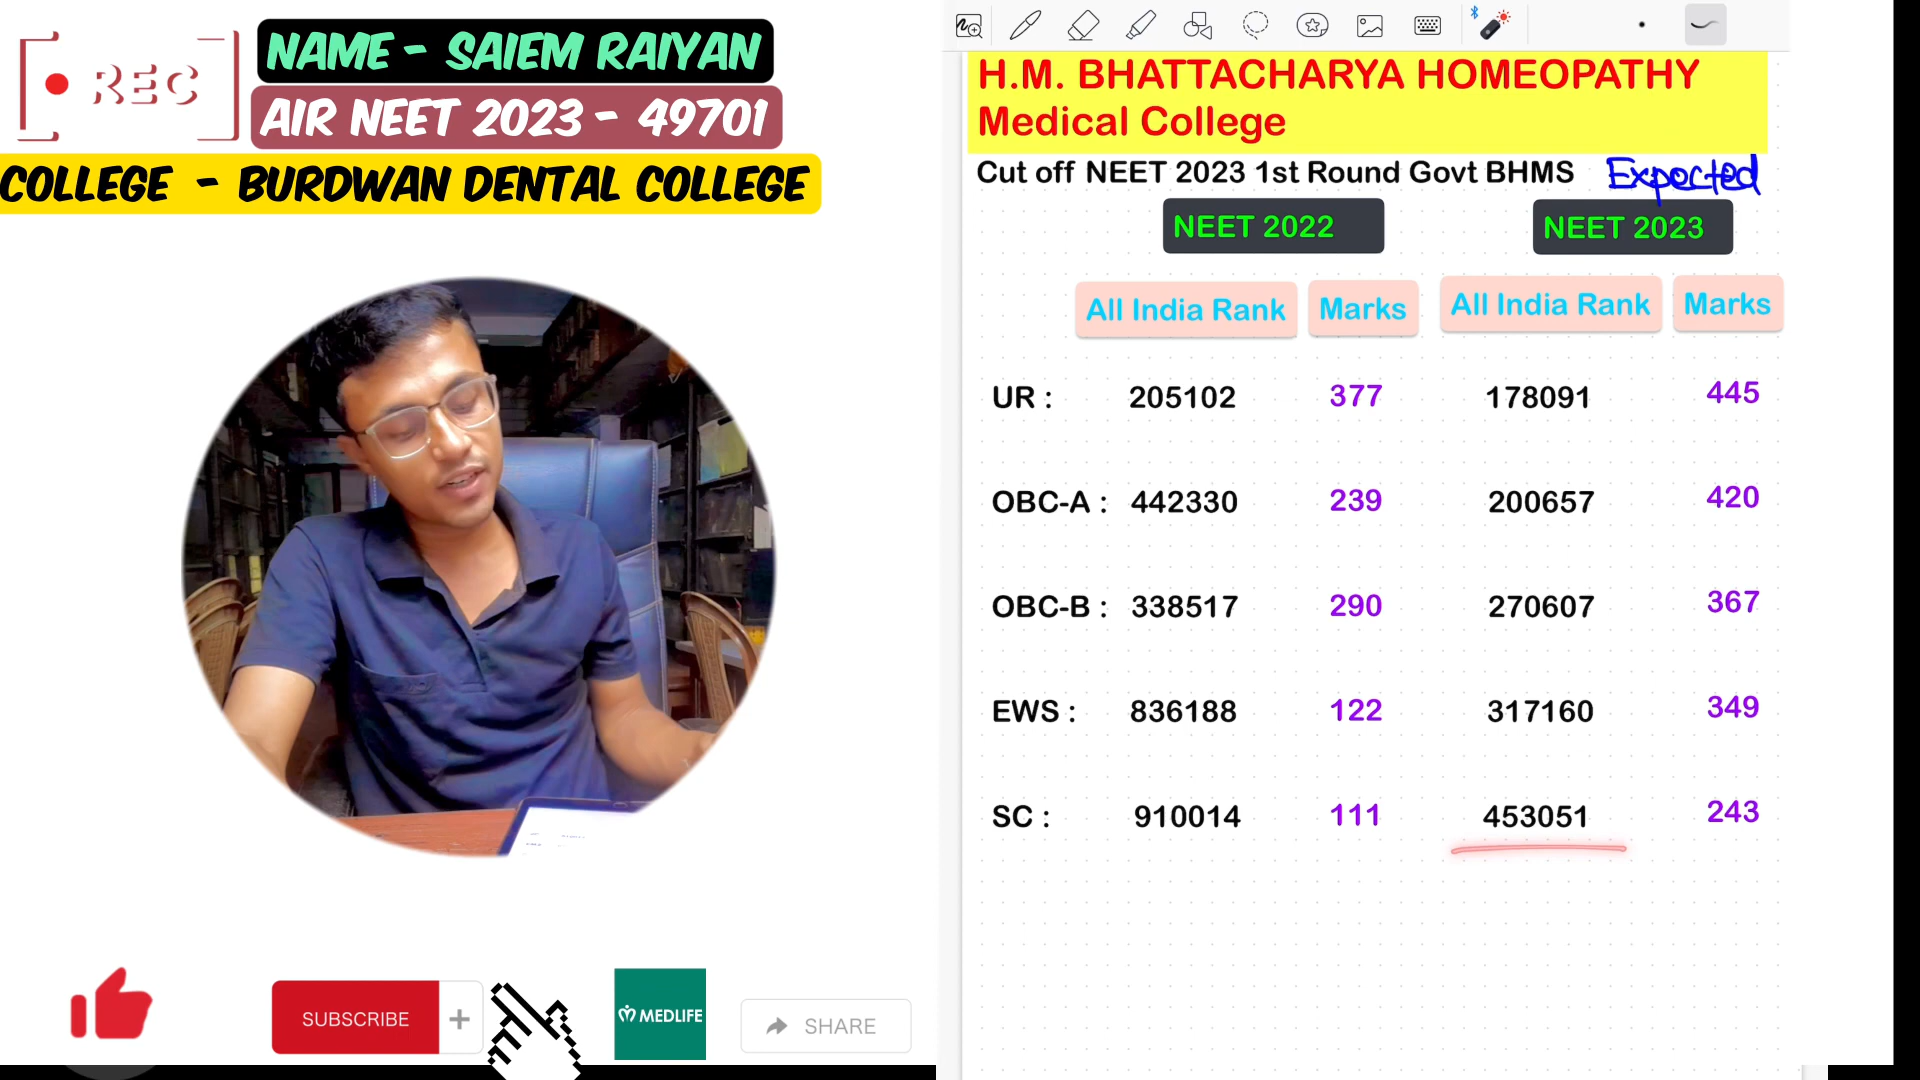 REC
NAME - SAIEM RAIYAN
AIR NEET 2023 - 49701
COLLEGE - BURDWAN DENTAL COLLEGE
H.M. BHATTACHARYA HOMEOPATHY
Medical College
Cut off NEET 2023 1st Round Govt BHMS Expected
NEET 2022 NEET 2023
All India Rank Marks All India Rank Marks
UR : 205102 377 178091 445
OBC-A : 442330 239 200657 420
OBC-B : 338517 290 270607 367
EWS : 836188 122 317160 349
SC : 910014 111 453051 243
SUBSCRIBE +
MEDLIFE
SHARE